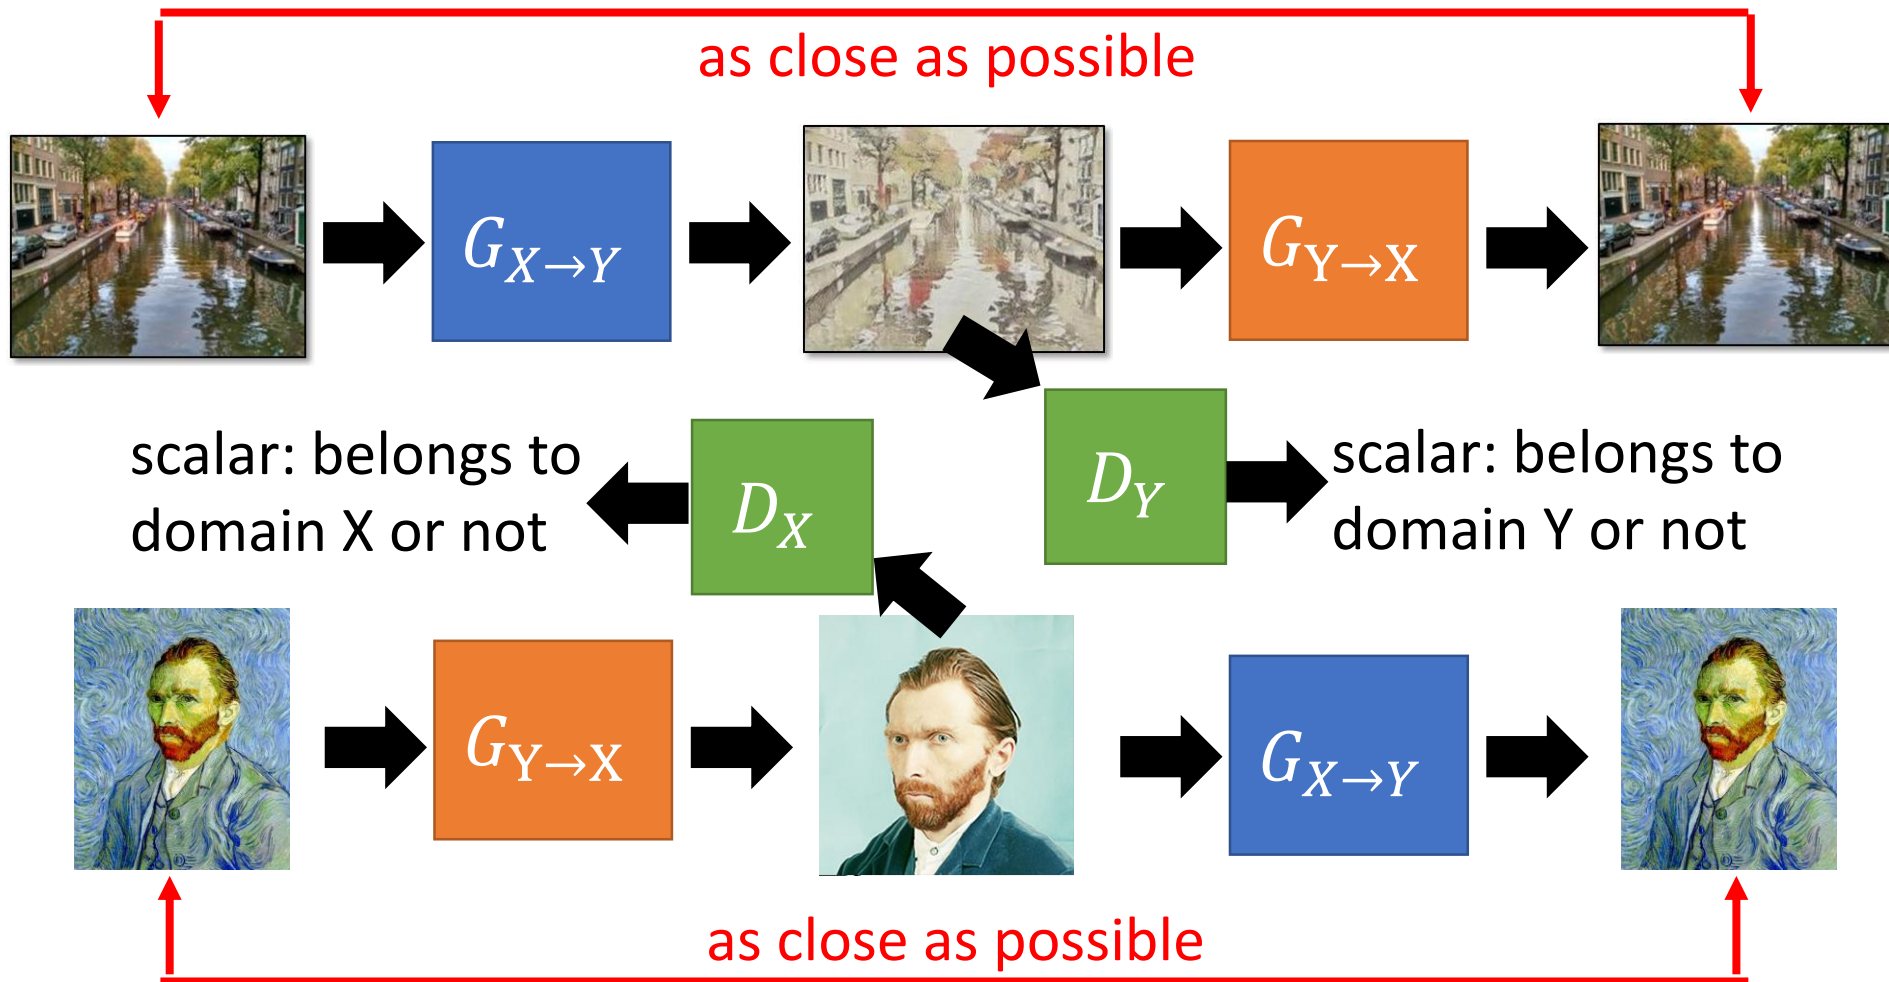 as close as possible
G_{X→Y}
G_{Y→X}
scalar: belongs to
domain X or not
D_X
D_Y
scalar: belongs to
domain Y or not
G_{Y→X}
G_{X→Y}
as close as possible